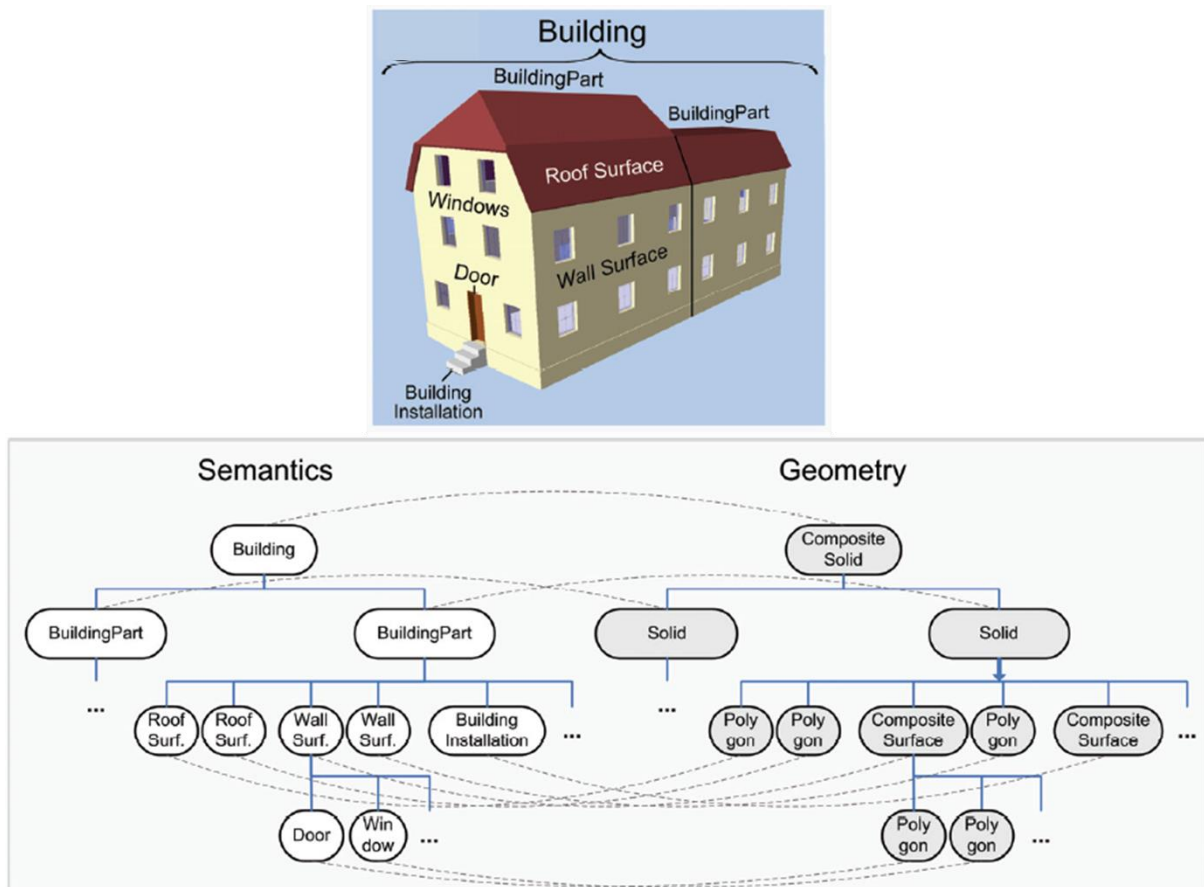 Building
BuildingPart
BuildingPart
Roof Surface
Windows
Wall Surface
Door
Building
Installation
Semantics
Geometry
Building
Composite
Solid
BuildingPart
BuildingPart
Solid
Solid
...
...
Roof
Surf.
Roof
Surf.
Wall
Surf.
Wall
Surf.
Building
Installation
...
Poly
gon
Poly
gon
Composite
Surface
Poly
gon
Composite
Surface
...
Door
Win
dow
...
Poly
gon
Poly
gon
...